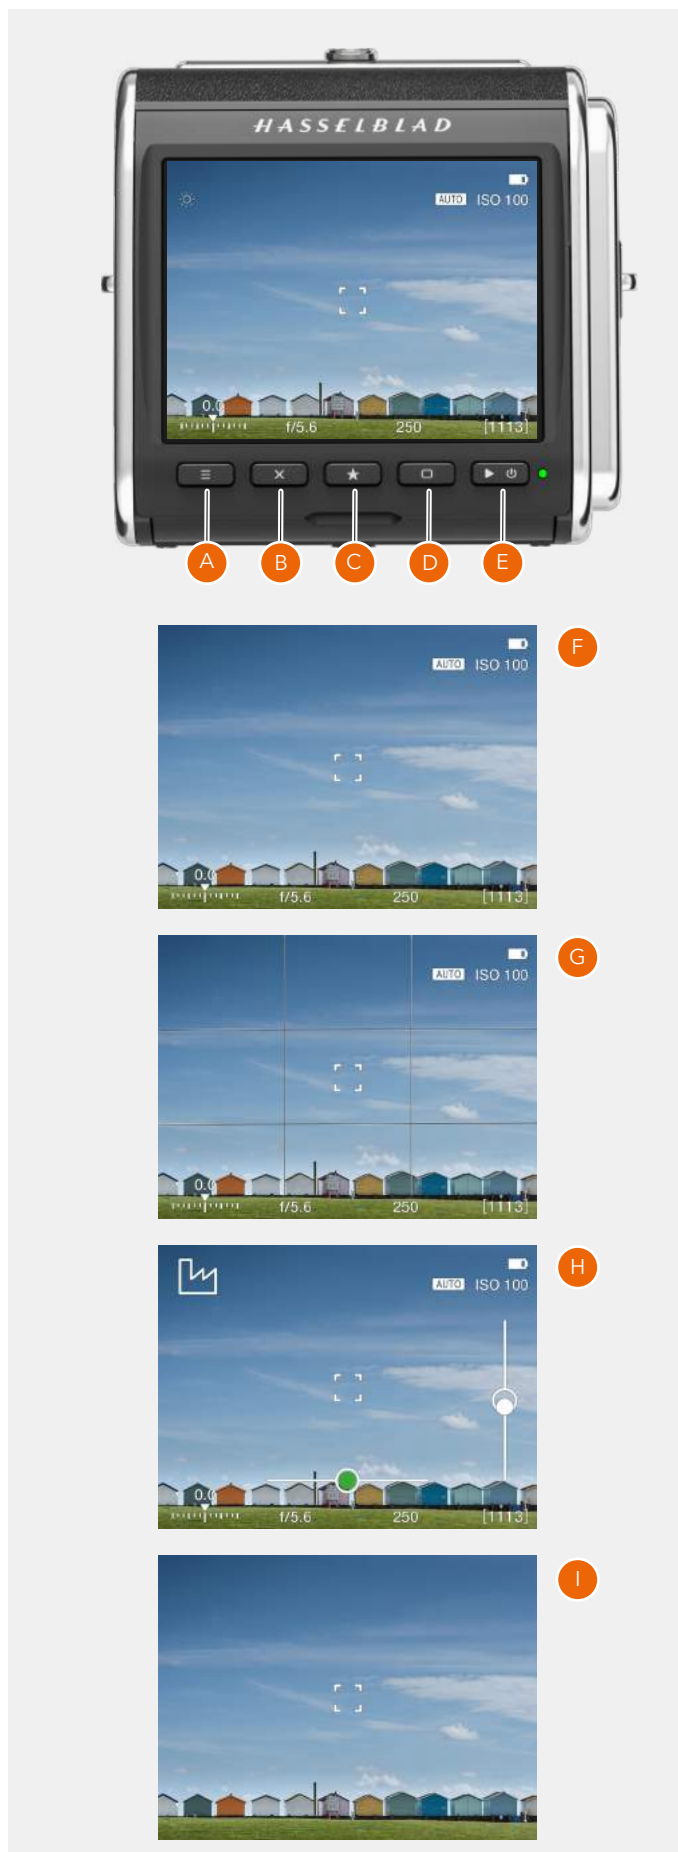 HASSELBLAD
AUTO ISO 100
0.0
f/5.6 250 [1113]
A B C D E
F
AUTO ISO 100
0.0
f/5.6 250 [1113]
G
AUTO ISO 100
0.0
f/5.6 250 [1113]
H
AUTO ISO 100
0.0
f/5.6 250 [1113]
I